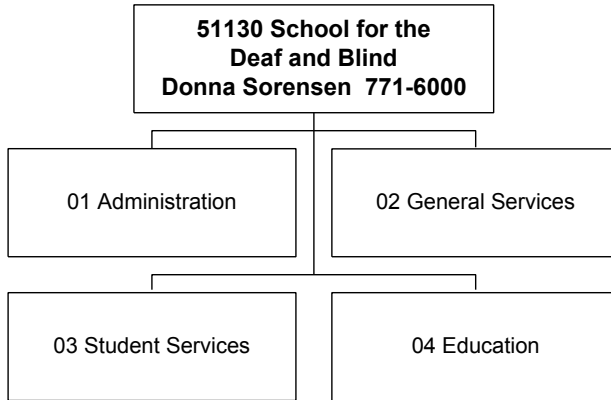 51130 School for the
Deaf and Blind
Donna Sorensen 771-6000
01 Administration
02 General Services
03 Student Services
04 Education